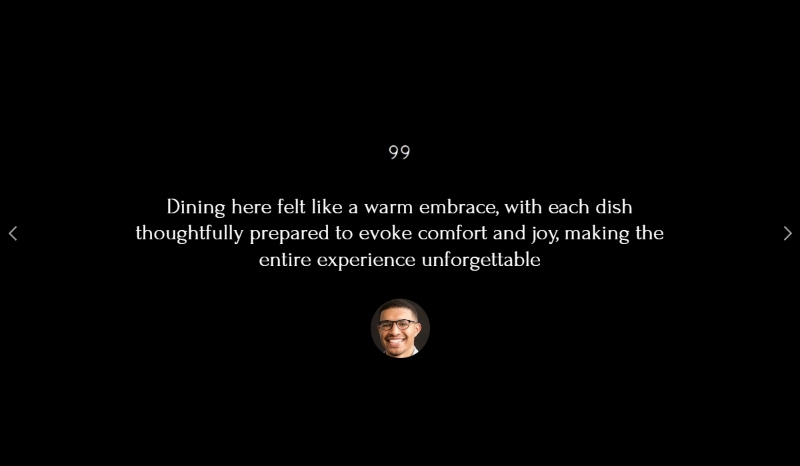 99
Dining here felt like a warm embrace, with each dish
thoughtfully prepared to evoke comfort and joy, making the
entire experience unforgettable